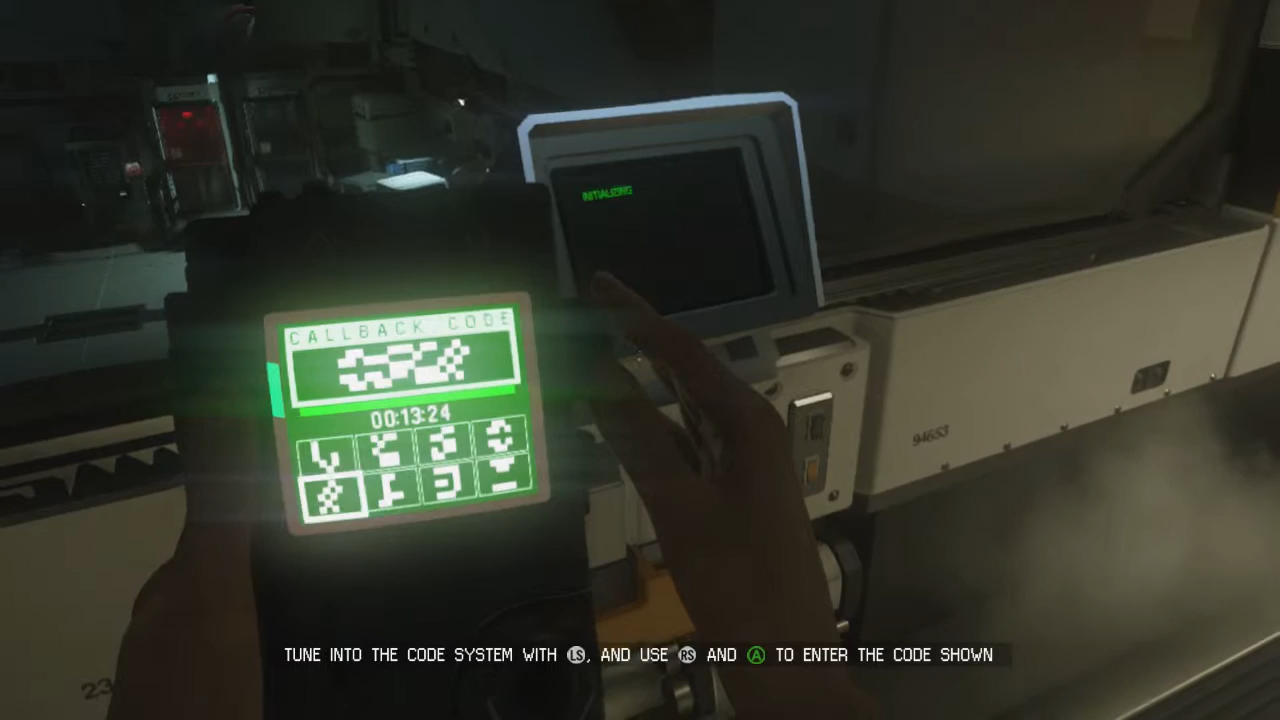 INITIALIZING
CALLBACK CODE
00:13:24
94653
23
TUNE INTO THE CODE SYSTEM WITH LS, AND USE RS AND A TO ENTER THE CODE SHOWN